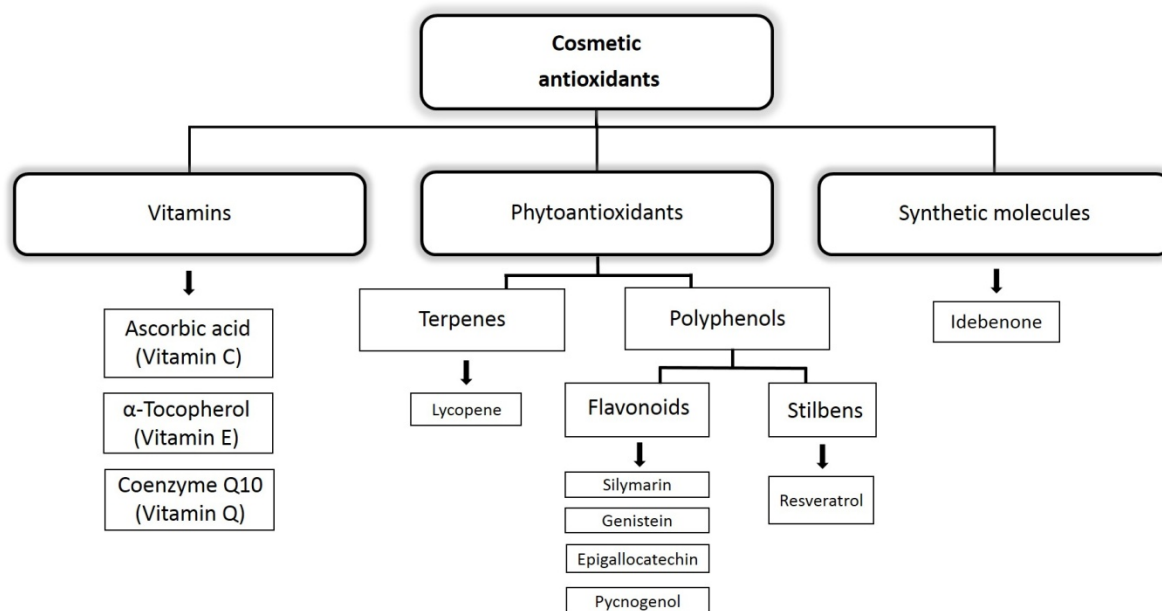 Cosmetic
antioxidants
Vitamins
Phytoantioxidants
Synthetic molecules
Ascorbic acid
(Vitamin C)
α-Tocopherol
(Vitamin E)
Coenzyme Q10
(Vitamin Q)
Terpenes
Polyphenols
Idebenone
Lycopene
Flavonoids
Stilbens
Silymarin
Genistein
Epigallocatechin
Pycnogenol
Resveratrol